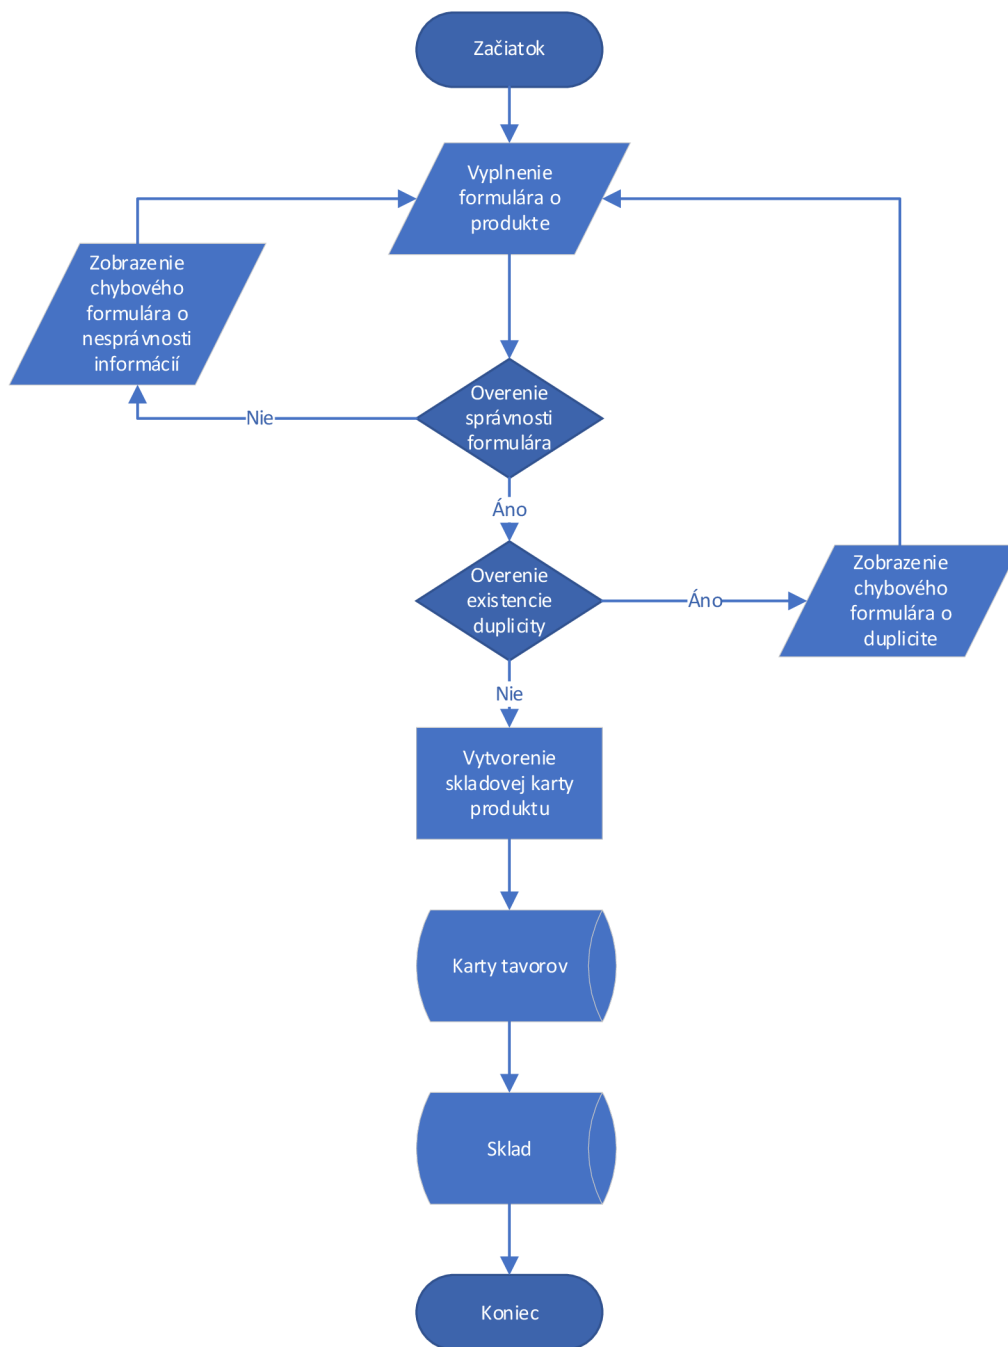 Začiatok
Vyplnenie
formulára o
produkte
Zobrazenie
chybového
formulára o
nesprávnosti
informácií
Overenie
správnosti
formulára
Nie
Áno
Overenie
existencie
duplicity
Áno
Zobrazenie
chybového
formulára o
duplicite
Nie
Vytvorenie
skladovej karty
produktu
Karty tavorov
Sklad
Koniec